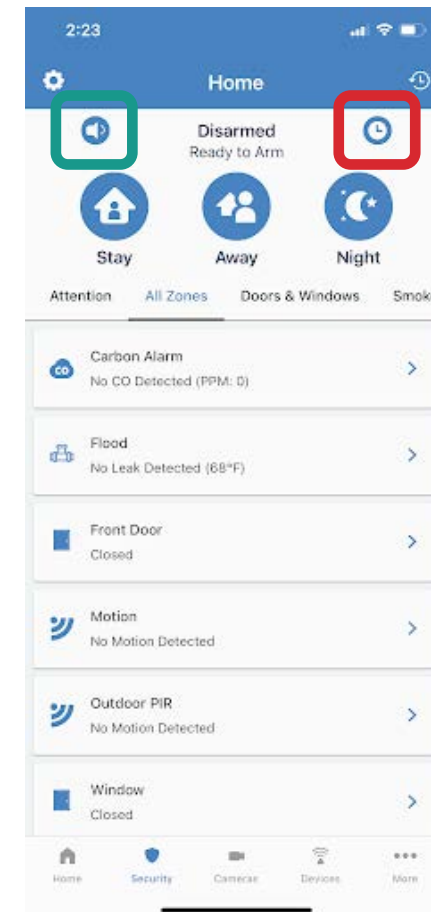 2:23
Home
Disarmed
Ready to Arm
Stay Away Night
Attention All Zones Doors & Windows Smok
CO
Carbon Alarm
No CO Detected (PPM: 0)
Flood
No Leak Detected (68°F)
Front Door
Closed
Motion
No Motion Detected
Outdoor PIR
No Motion Detected
Window
Closed
Home Security Cameras Devices More